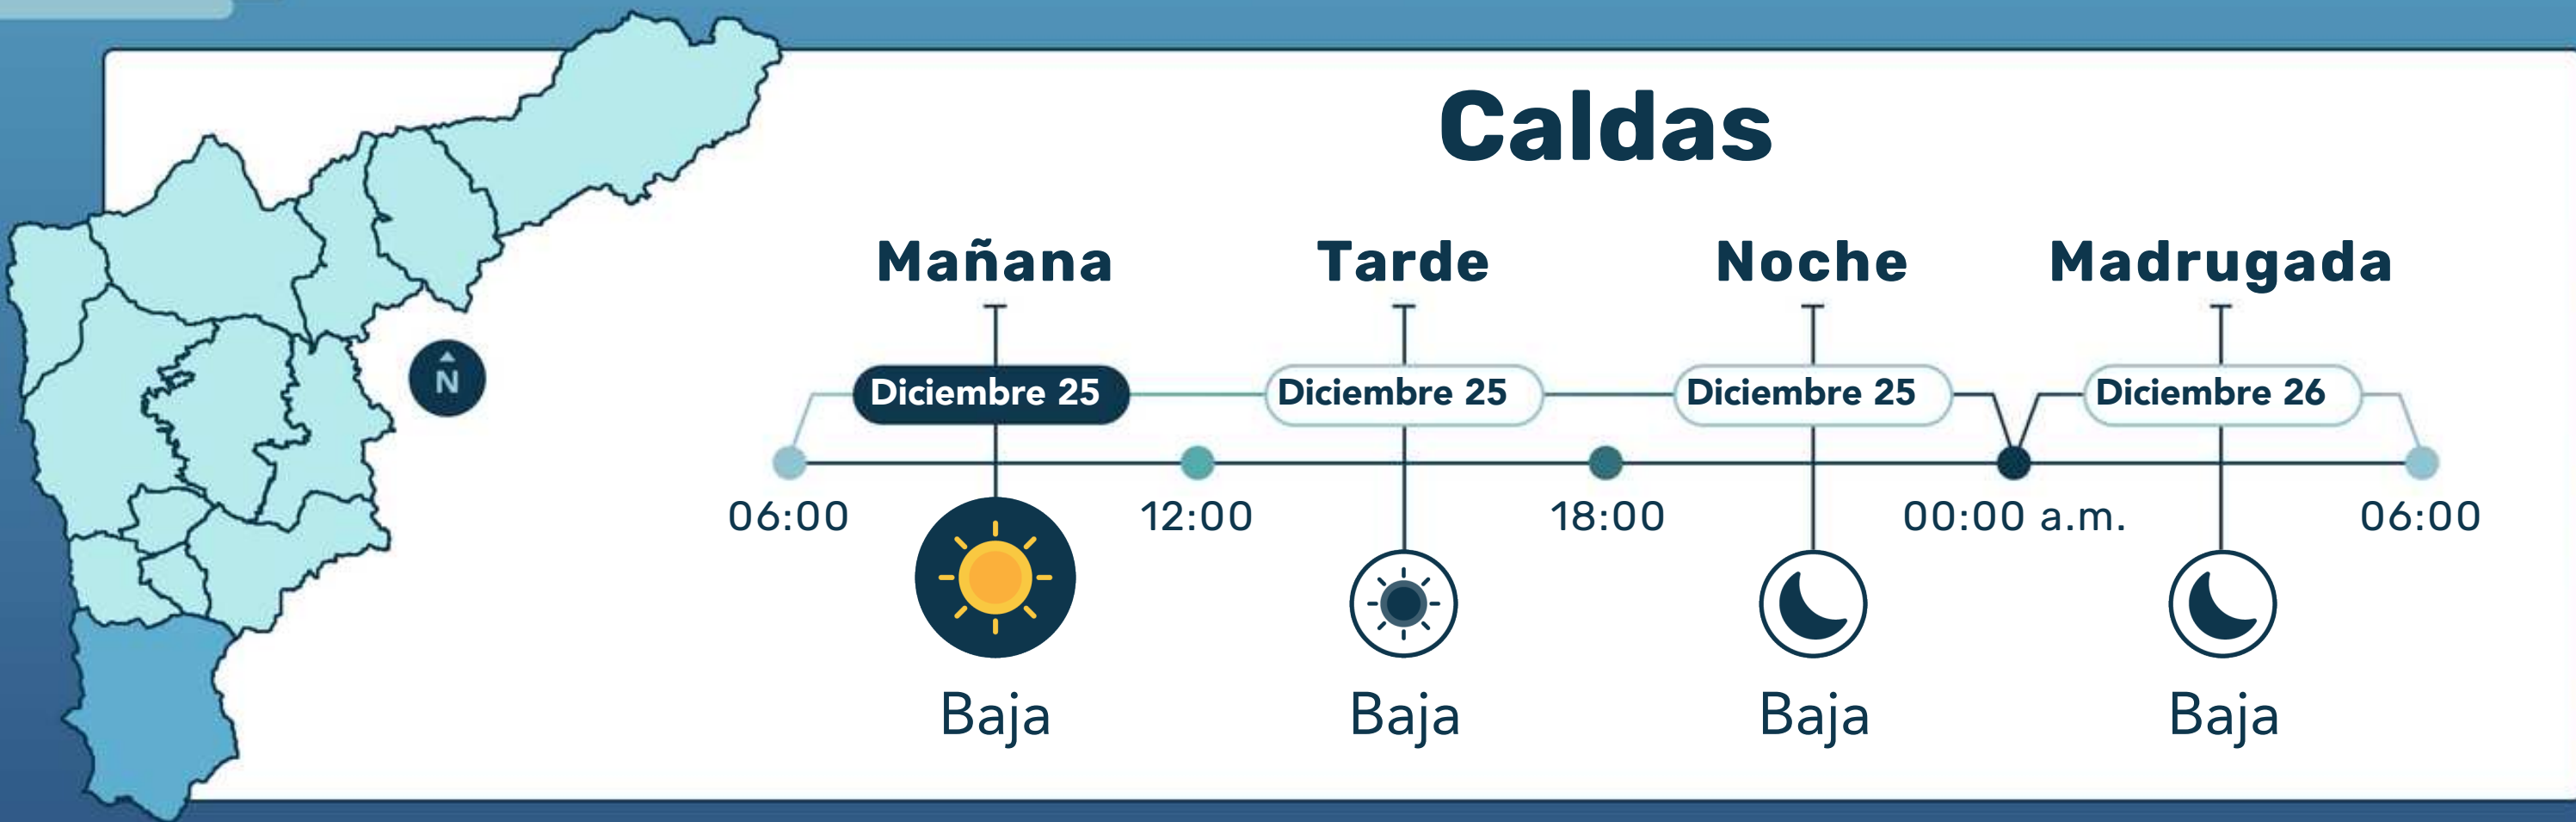 Caldas
Mañana Tarde Noche Madrugada
Diciembre 25 Diciembre 25 Diciembre 25 Diciembre 26
N
06:00 12:00 18:00 00:00 a.m. 06:00
Baja Baja Baja Baja